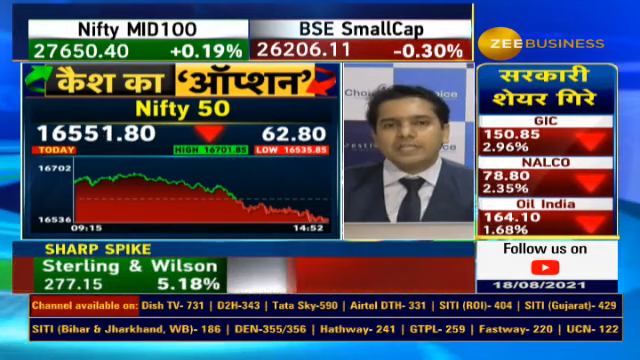 Nifty MID100
27650.40 +0.19%
BSE SmallCap
26206.11 -0.30%
ZEE BUSINESS
कैश का 'ऑप्शन'
Nifty 50
16551.80 62.80
TODAY HIGH 16701.85 LOW 16535.85
16702
16536
09:15 14:52
सरकारी
शेयर गिरे
GIC
150.85
2.96%
NALCO
78.80
2.35%
Oil India
164.10
1.68%
SHARP SPIKE
Sterling & Wilson
277.15 5.18%
Follow us on
18/08/2021
Channel available on: Dish TV- 731 | D2H-343 | Tata Sky-590 | Airtel DTH- 331 | SITI (ROI)- 404 | SITI (Gujarat)- 429
SITI (Bihar & Jharkhand, WB)- 186 | DEN-355/356 | Hathway- 241 | GTPL- 259 | Fastway- 220 | UCN- 122